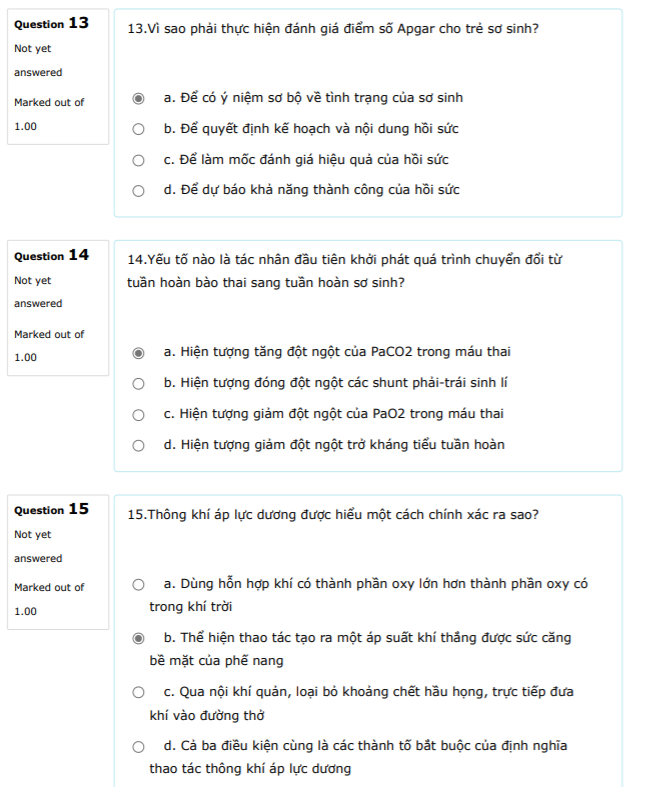 Question 13
Not yet
answered
Marked out of
1.00
13.Vì sao phải thực hiện đánh giá điểm số Apgar cho trẻ sơ sinh?
a. Để có ý niệm sơ bộ về tình trạng của sơ sinh
b. Để quyết định kế hoạch và nội dung hồi sức
c. Để làm mốc đánh giá hiệu quả của hồi sức
d. Để dự báo khả năng thành công của hồi sức
Question 14
Not yet
answered
Marked out of
1.00
14.Yếu tố nào là tác nhân đầu tiên khởi phát quá trình chuyển đổi từ
tuần hoàn bào thai sang tuần hoàn sơ sinh?
a. Hiện tượng tăng đột ngột của PaCO2 trong máu thai
b. Hiện tượng đóng đột ngột các shunt phải-trái sinh lí
c. Hiện tượng giảm đột ngột của PaO2 trong máu thai
d. Hiện tượng giảm đột ngột trở kháng tiểu tuần hoàn
Question 15
Not yet
answered
Marked out of
1.00
15.Thông khí áp lực dương được hiểu một cách chính xác ra sao?
a. Dùng hỗn hợp khí có thành phần oxy lớn hơn thành phần oxy có
trong khí trời
b. Thể hiện thao tác tạo ra một áp suất khí thắng được sức căng
bề mặt của phế nang
c. Qua nội khí quản, loại bỏ khoảng chết hầu họng, trực tiếp đưa
khí vào đường thở
d. Cả ba điều kiện cùng là các thành tố bắt buộc của định nghĩa
thao tác thông khí áp lực dương